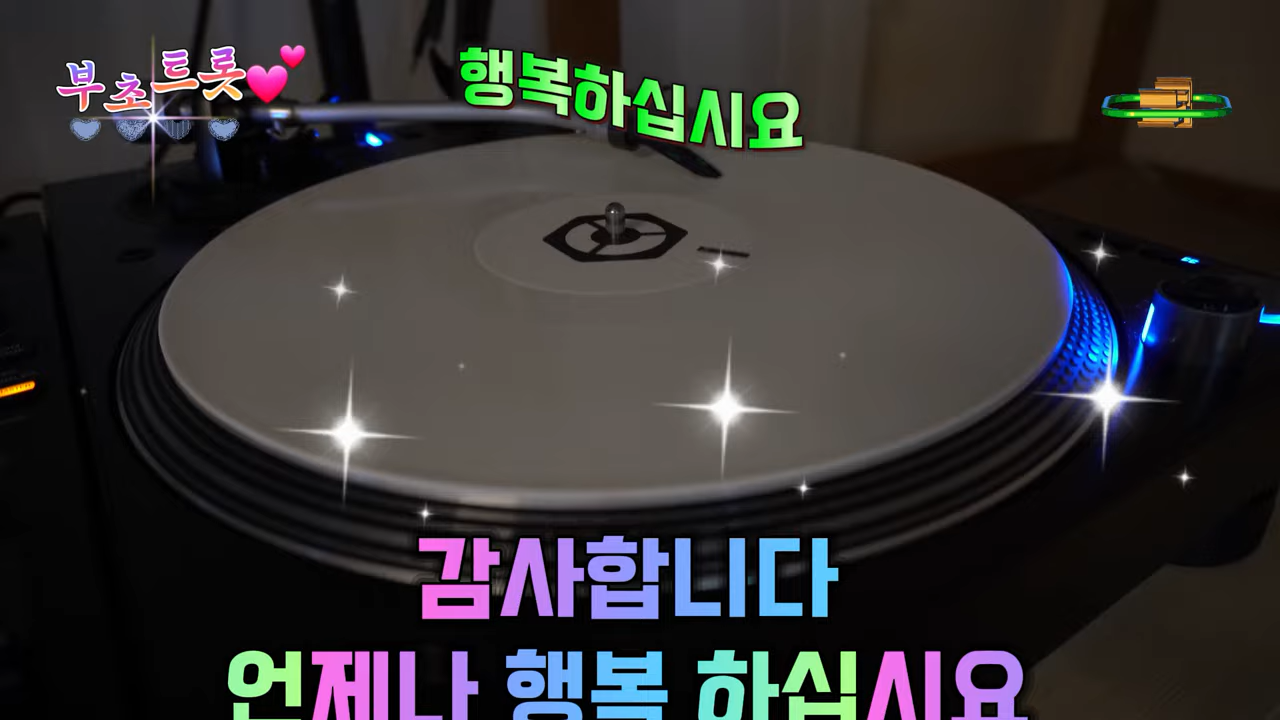 부초트롯
행복하십시요
감사합니다
언제나 행복 하십시요